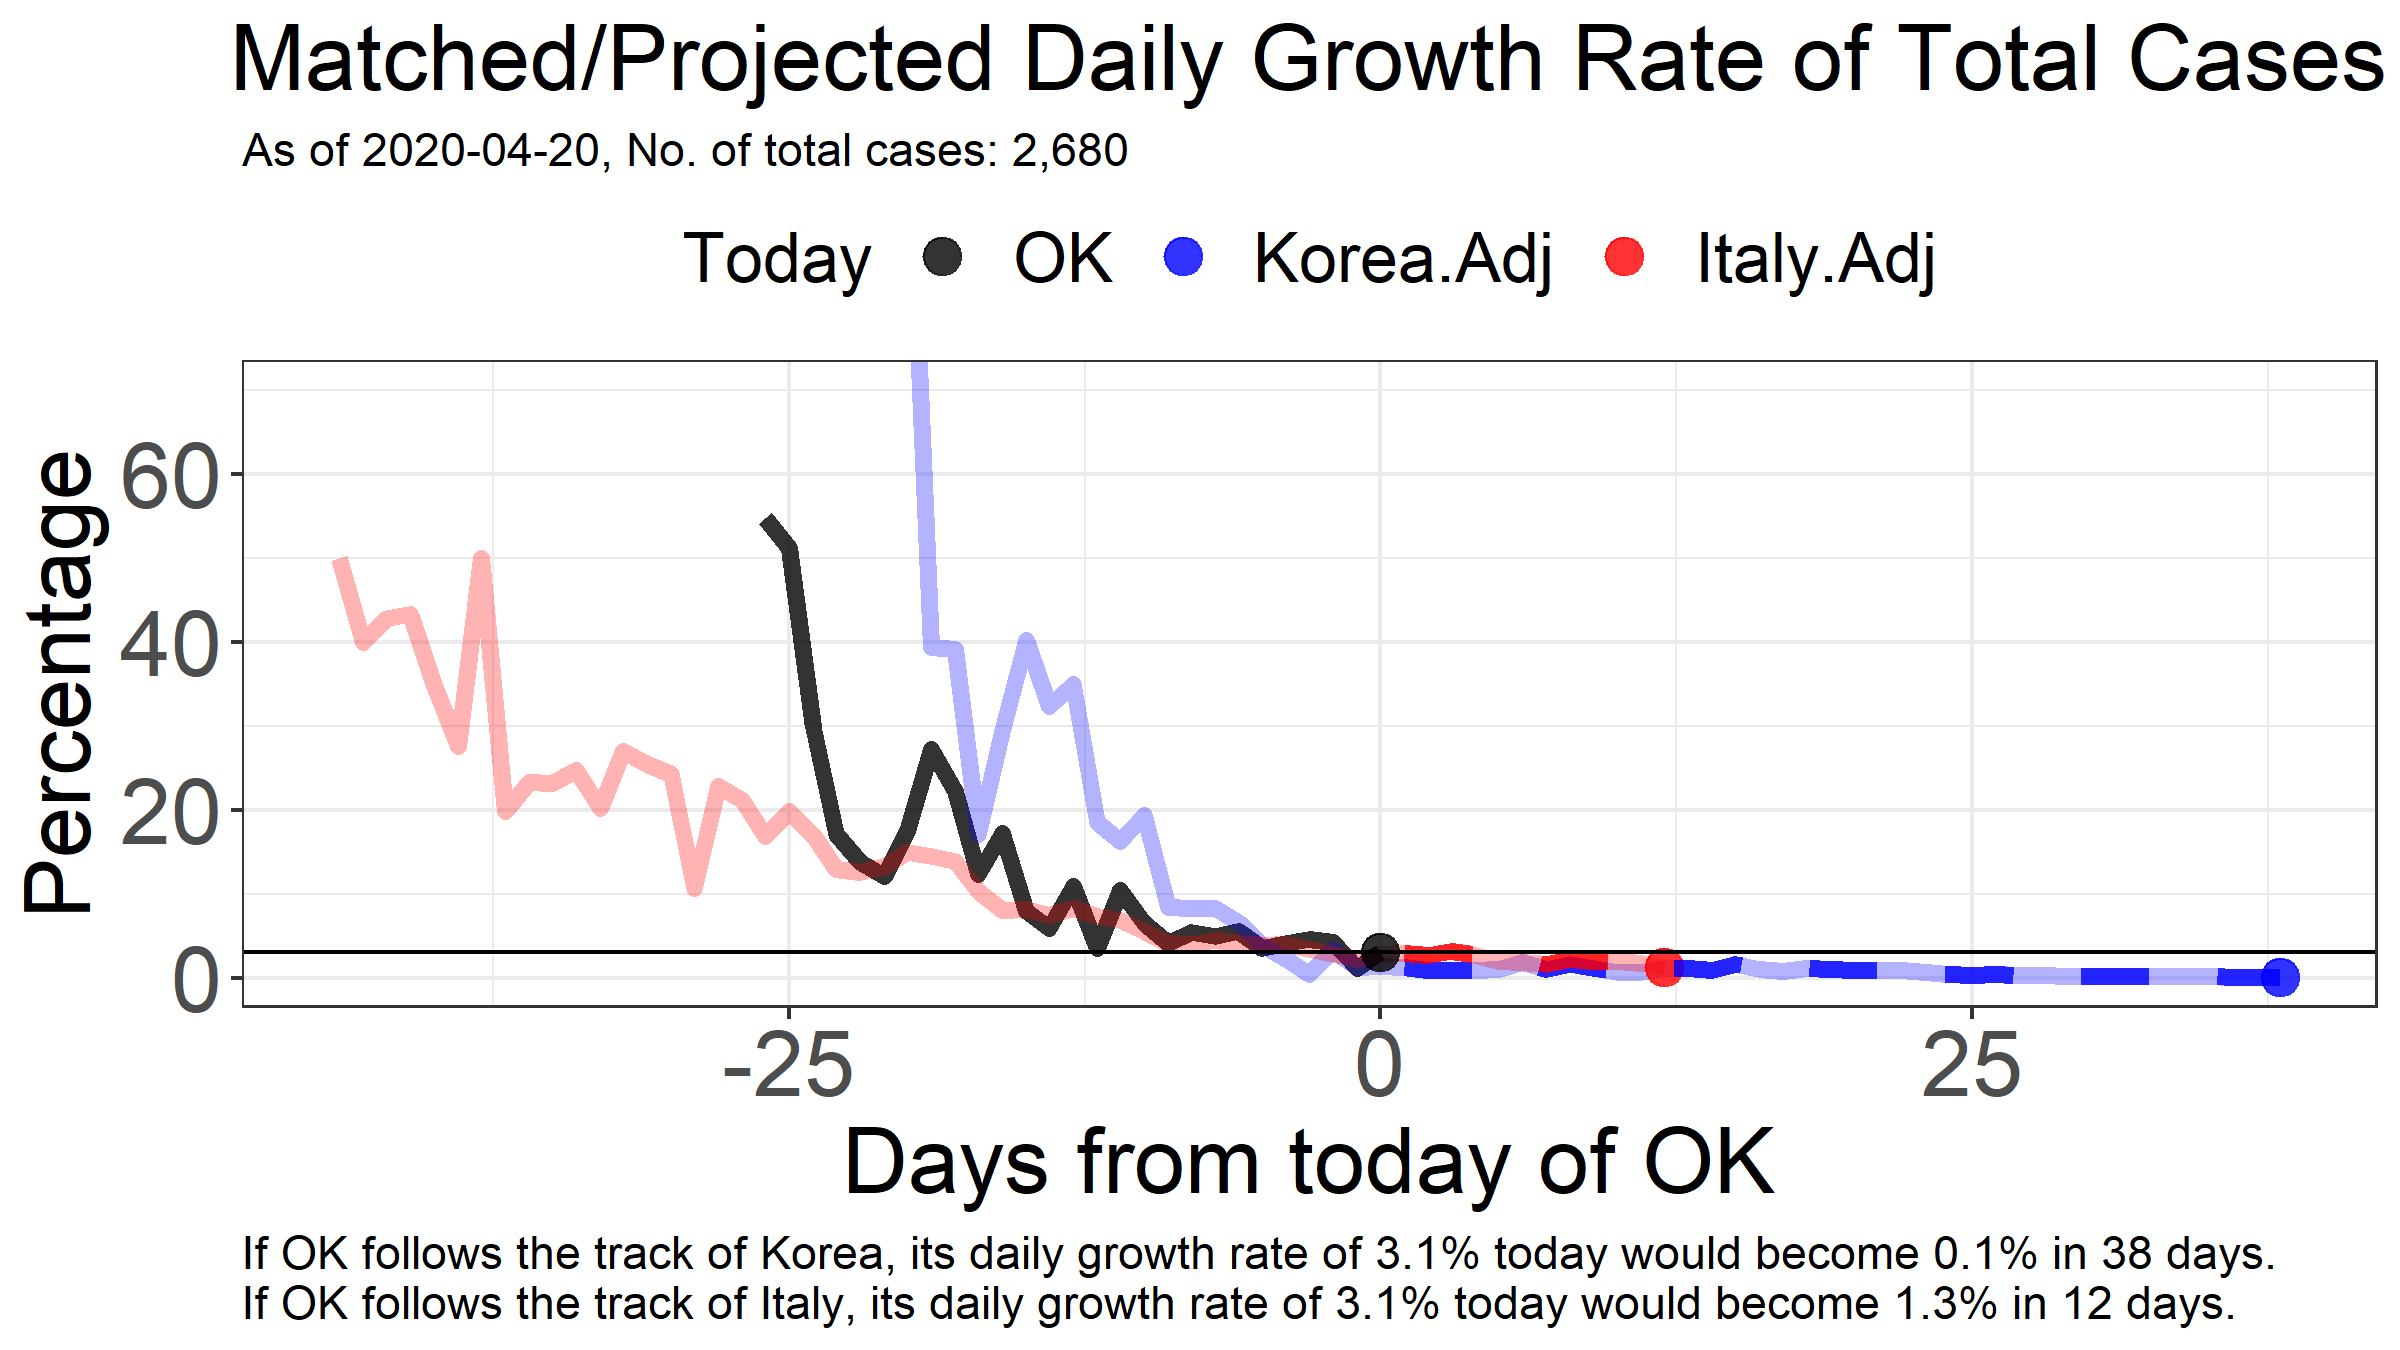 Matched/Projected Daily Growth Rate of Total Cases
As of 2020-04-20, No. of total cases: 2,680
Today OK Korea.Adj Italy.Adj
Percentage
60
40
20
0
-25 0 25
Days from today of OK
If OK follows the track of Korea, its daily growth rate of 3.1% today would become 0.1% in 38 days.
If OK follows the track of Italy, its daily growth rate of 3.1% today would become 1.3% in 12 days.